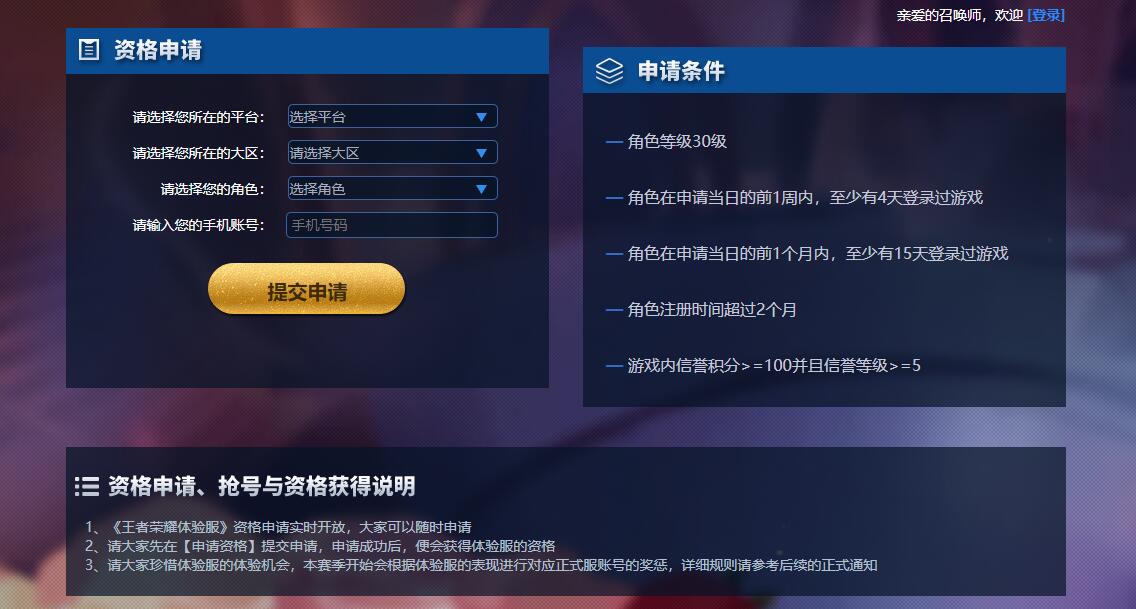 亲爱的召唤师，欢迎 [登录]
资格申请
请选择您所在的平台： 选择平台
请选择您所在的大区： 请选择大区
请选择您的角色： 选择角色
请输入您的手机账号： 手机号码
提交申请
申请条件
角色等级30级
角色在申请当日的前1周内，至少有4天登录过游戏
角色在申请当日的前1个月内，至少有15天登录过游戏
角色注册时间超过2个月
游戏内信誉积分>=100并且信誉等级>=5
资格申请、抢号与资格获得说明
1、《王者荣耀体验服》资格申请实时开放，大家可以随时申请
2、请大家先在【申请资格】提交申请，申请成功后，便会获得体验服的资格
3、请大家珍惜体验服的体验机会，本赛季开始会根据体验服的表现进行对应正式服账号的奖惩，详细规则请参考后续的正式通知